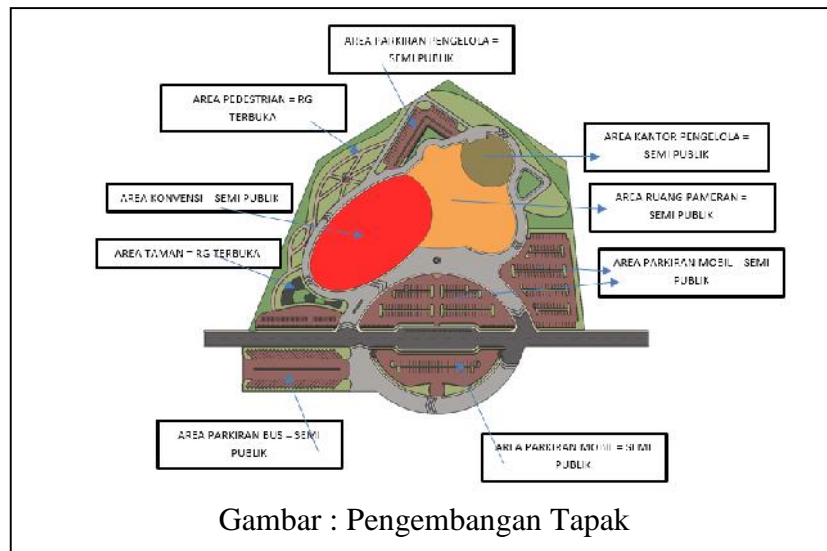 AREA PARKIRAN PENGELOLA =
SEMI PUBLIK
AREA PEDESTRIAN = RG
TERBUKA
AREA KANTOR PENGELOLA =
SEMI PUBLIK
AREA KONVENSI = SEMI PUBLIK
AREA RUANG PAMERAN =
SEMI PUBLIK
AREA TAMAN = RG TERBUKA
AREA PARKIRAN MOBIL = SEMI
PUBLIK
AREA PARKIRAN BUS = SEMI
PUBLIK
AREA PARKIRAN MOBIL = SEMI
PUBLIK
Gambar : Pengembangan Tapak